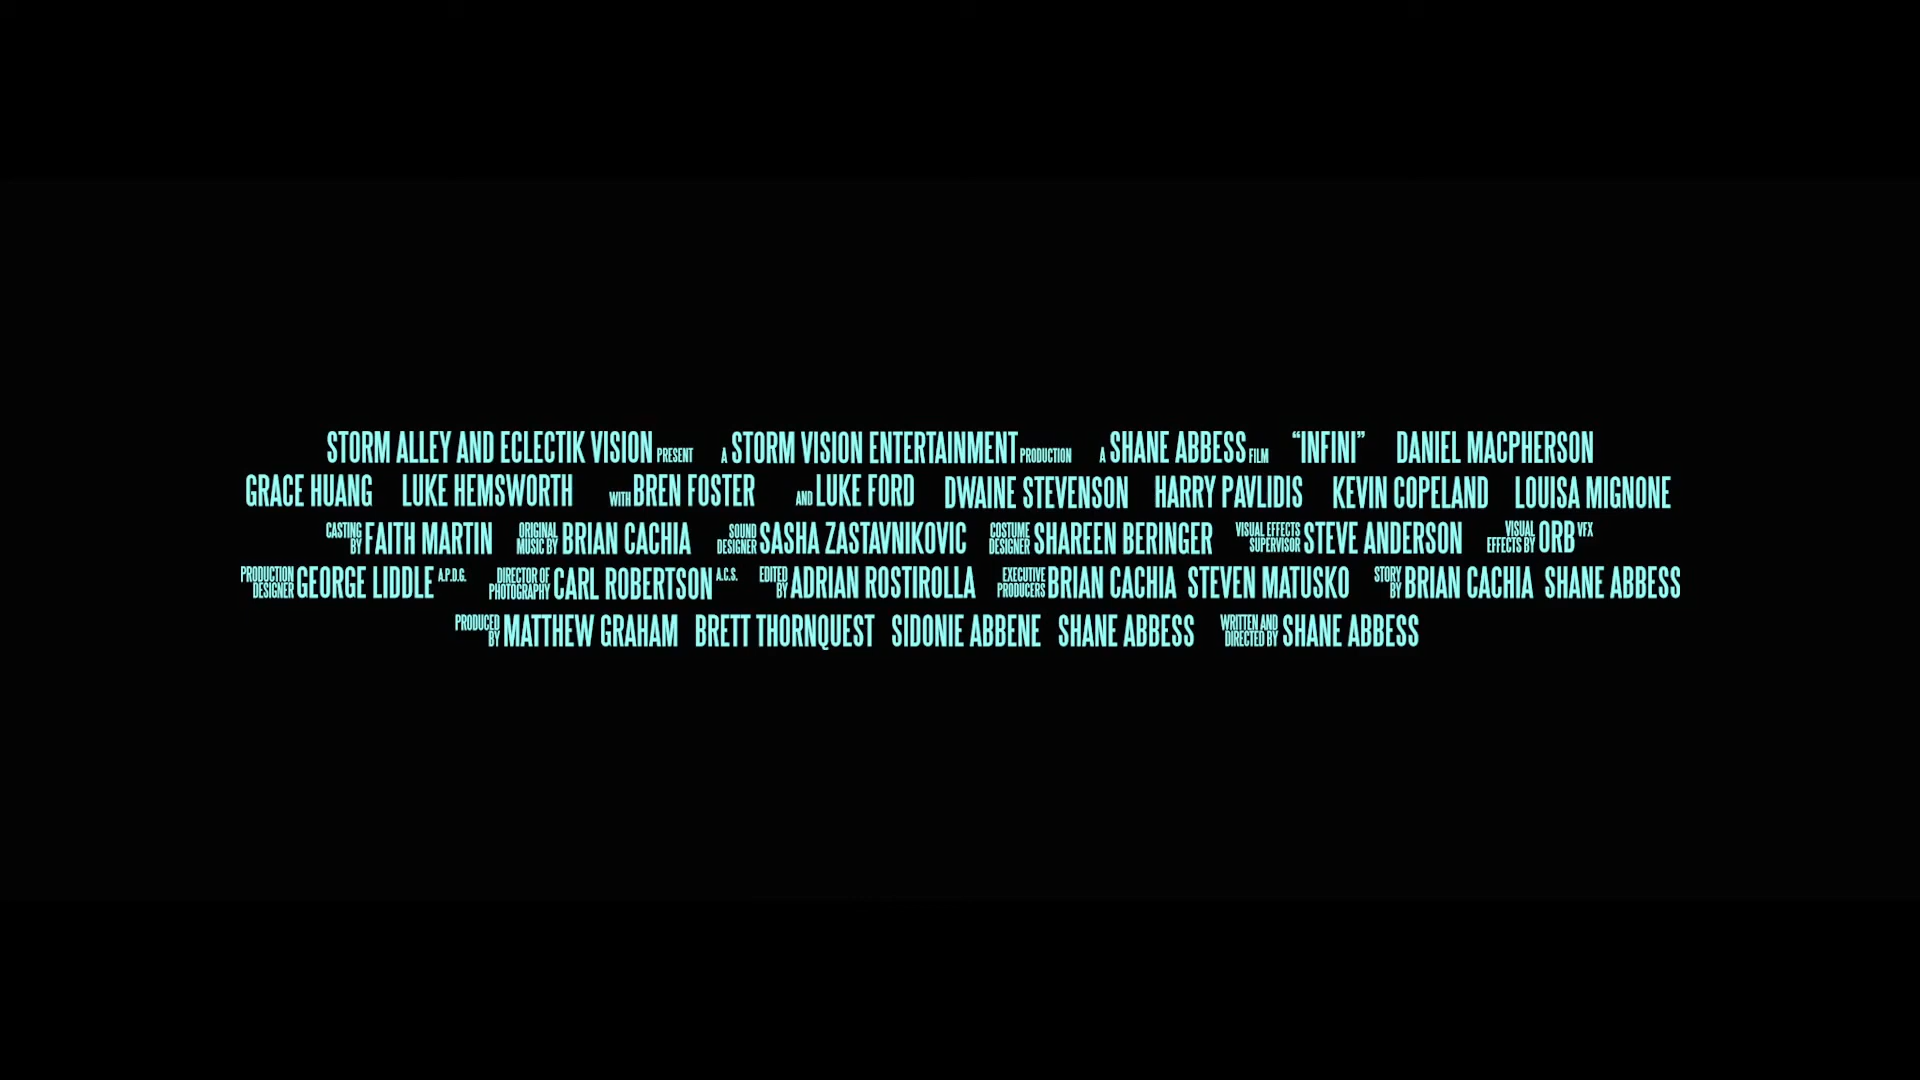 STORM ALLEY AND ECLECTIK VISION PRESENT A STORM VISION ENTERTAINMENT PRODUCTION A SHANE ABBESS FILM “INFINI” DANIEL MACPHERSON
GRACE HUANG LUKE HEMSWORTH WITH BREN FOSTER AND LUKE FORD DWAINE STEVENSON HARRY PAVLIDIS KEVIN COPELAND LOUISA MIGNONE
CASTING BY FAITH MARTIN ORIGINAL MUSIC BY BRIAN CACHIA SOUND DESIGNER SASHA ZASTAVNIKOVIC COSTUME DESIGNER SHAREEN BERINGER VISUAL EFFECTS SUPERVISOR STEVE ANDERSON VISUAL EFFECTS BY ORB VFX
PRODUCTION DESIGNER GEORGE LIDDLE A.P.D.G. DIRECTOR OF PHOTOGRAPHY CARL ROBERTSON A.C.S. EDITED BY ADRIAN ROSTIROLLA EXECUTIVE PRODUCERS BRIAN CACHIA STEVEN MATUSKO STORY BY BRIAN CACHIA SHANE ABBESS
PRODUCED BY MATTHEW GRAHAM BRETT THORNQUEST SIDONIE ABBENE SHANE ABBESS WRITTEN AND DIRECTED BY SHANE ABBESS